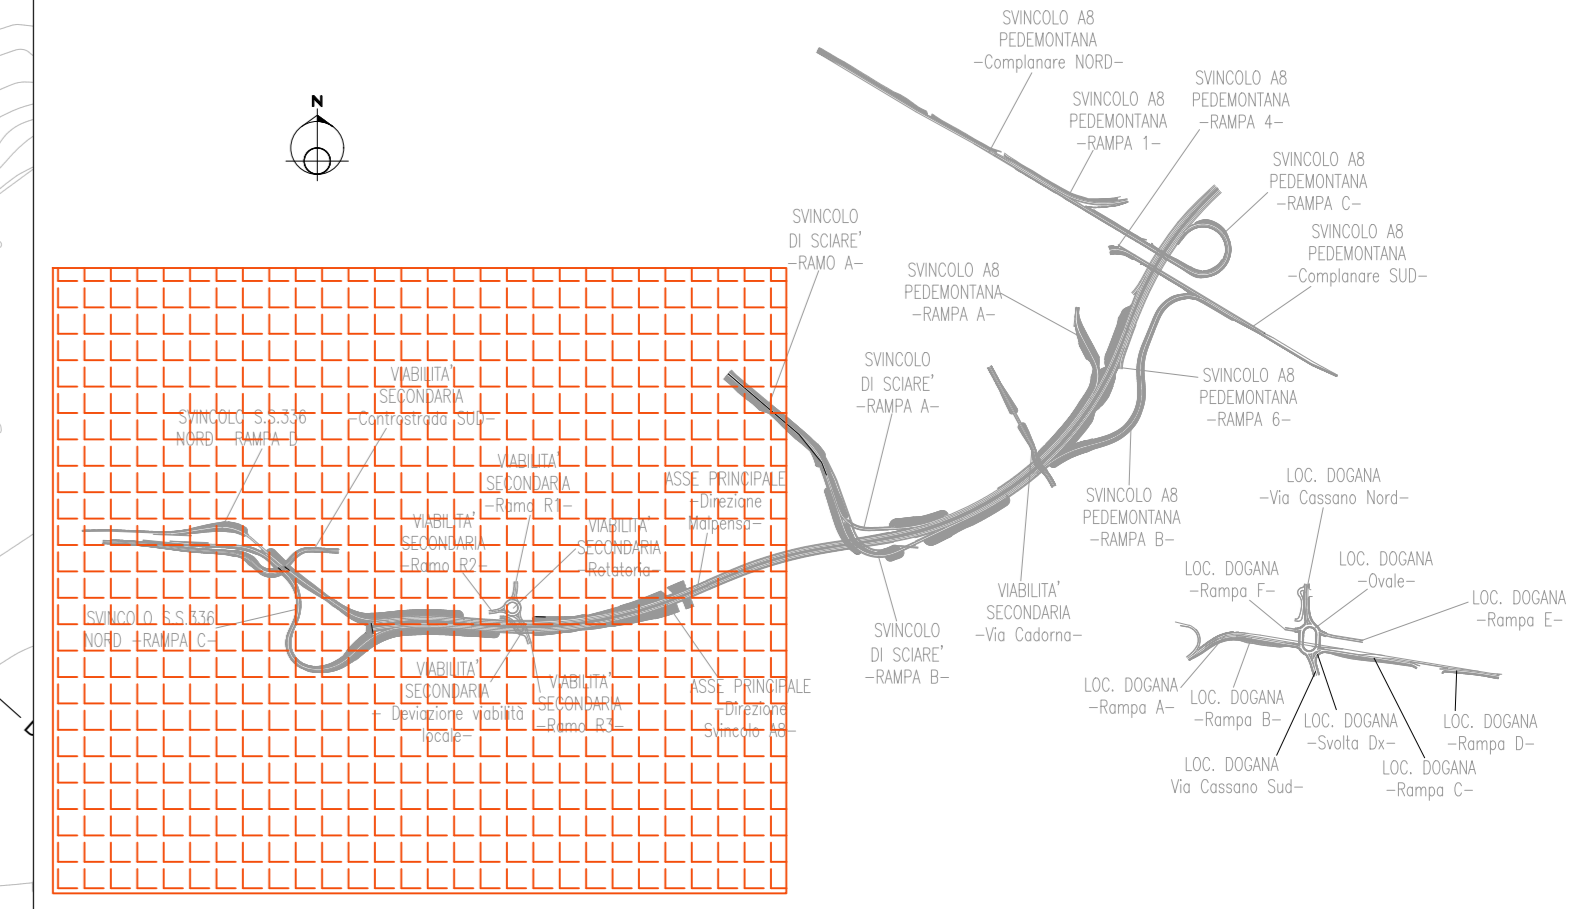 N
SVINCOLO A8
PEDEMONTANA
-Complanare NORD-
SVINCOLO A8
PEDEMONTANA
-RAMPA 4-
SVINCOLO A8
PEDEMONTANA
-RAMPA 1-
SVINCOLO A8
PEDEMONTANA
-RAMPA C-
SVINCOLO
DI SCIARE'
-RAMO A-
SVINCOLO A8
PEDEMONTANA
-Complanare SUD-
SVINCOLO A8
PEDEMONTANA
-RAMPA A-
SVINCOLO
DI SCIARE'
-RAMPA A-
SVINCOLO A8
PEDEMONTANA
-RAMPA 6-
VIABILITA'
SECONDARIA
-Controstrada SUD-
SVINCOLO S.S.336
NORD -RAMPA D-
VIABILITA'
SECONDARIA
-Ramo R1-
ASSE PRINCIPALE
-Direzione
Malpensa-
VIABILITA'
SECONDARIA
-Ramo R2-
VIABILITA'
SECONDARIA
-Rotatoria-
SVINCOLO A8
PEDEMONTANA
-RAMPA B-
LOC. DOGANA
-Via Cassano Nord-
LOC. DOGANA
-Ovale-
LOC. DOGANA
-Rampa F-
LOC. DOGANA
-Rampa E-
SVINCOLO S.S.336
NORD -RAMPA C-
VIABILITA'
SECONDARIA
-Via Cadorna-
SVINCOLO
DI SCIARE'
-RAMPA B-
VIABILITA'
SECONDARIA
- Deviazione viabilità
locale-
VIABILITA'
SECONDARIA
-Ramo R3-
ASSE PRINCIPALE
-Direzione
Svincolo A8-
LOC. DOGANA
-Rampa A-
LOC. DOGANA
-Rampa B-
LOC. DOGANA
-Svolta Dx-
LOC. DOGANA
-Rampa D-
LOC. DOGANA
Via Cassano Sud-
LOC. DOGANA
-Rampa C-